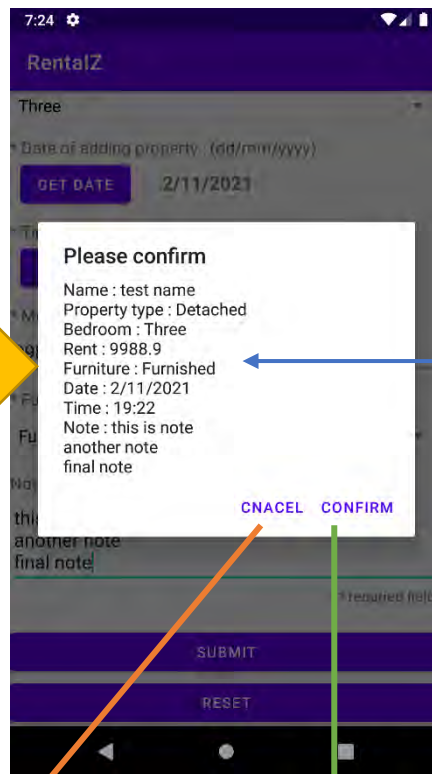 7:24
RentalZ
Three
* Date of adding property (dd/mm/yyyy)
GET DATE 2/11/2021
* Ti
Please confirm
Name : test name
Property type : Detached
Bedroom : Three
Rent : 9988.9
Furniture : Furnished
Date : 2/11/2021
Time : 19:22
Note : this is note
another note
final note
CNACEL CONFIRM
* M
* Fu
Fu
this
another note
final note
* required field
SUBMIT
RESET